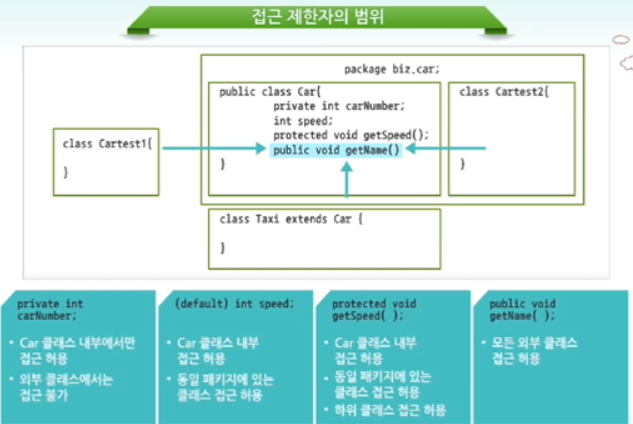 접근 제한자의 범위
package biz.car;
public class Car{
private int carNumber;
int speed;
protected void getSpeed();
public void getName()
}
class Cartest2{
}
class Cartest1{
}
class Taxi extends Car {
}
private int
carNumber;
• Car 클래스 내부에서만
접근 허용
• 외부 클래스에서는
접근 불가
(default) int speed;
• Car 클래스 내부
접근 허용
• 동일 패키지에 있는
클래스 접근 허용
protected void
getSpeed( );
• Car 클래스 내부
접근 허용
• 동일 패키지에 있는
클래스 접근 허용
• 하위 클래스 접근 허용
public void
getName( );
• 모든 외부 클래스
접근 허용